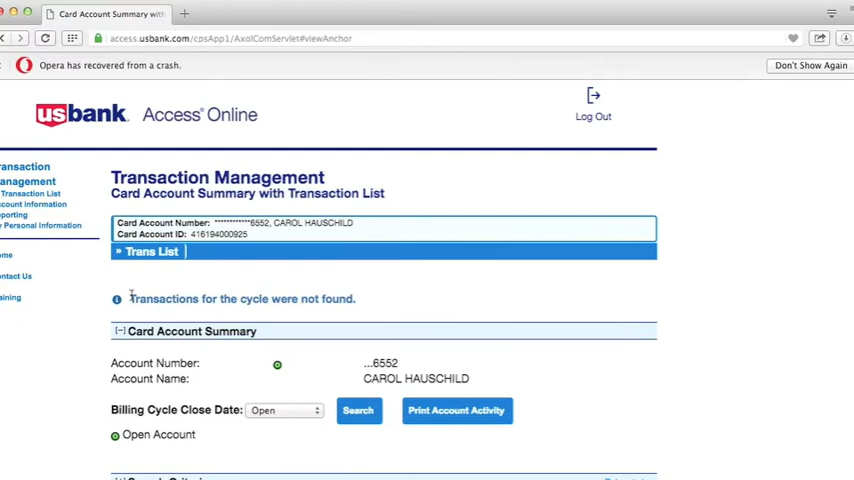 Card Account Summary with
access.usbank.com/cpsApp1/AxolComServlet#viewAnchor
Opera has recovered from a crash.
Don't Show Again
usbank. Access® Online
Log Out
ransaction
anagement
Transaction List
ccount Information
eporting
y Personal Information
ome
ontact Us
aining
Transaction Management
Card Account Summary with Transaction List
Card Account Number: ************6552, CAROL HAUSCHILD
Card Account ID: 416194000925
» Trans List
Transactions for the cycle were not found.
[–] Card Account Summary
Account Number: ...6552
Account Name: CAROL HAUSCHILD
Billing Cycle Close Date: Open Search Print Account Activity
Open Account